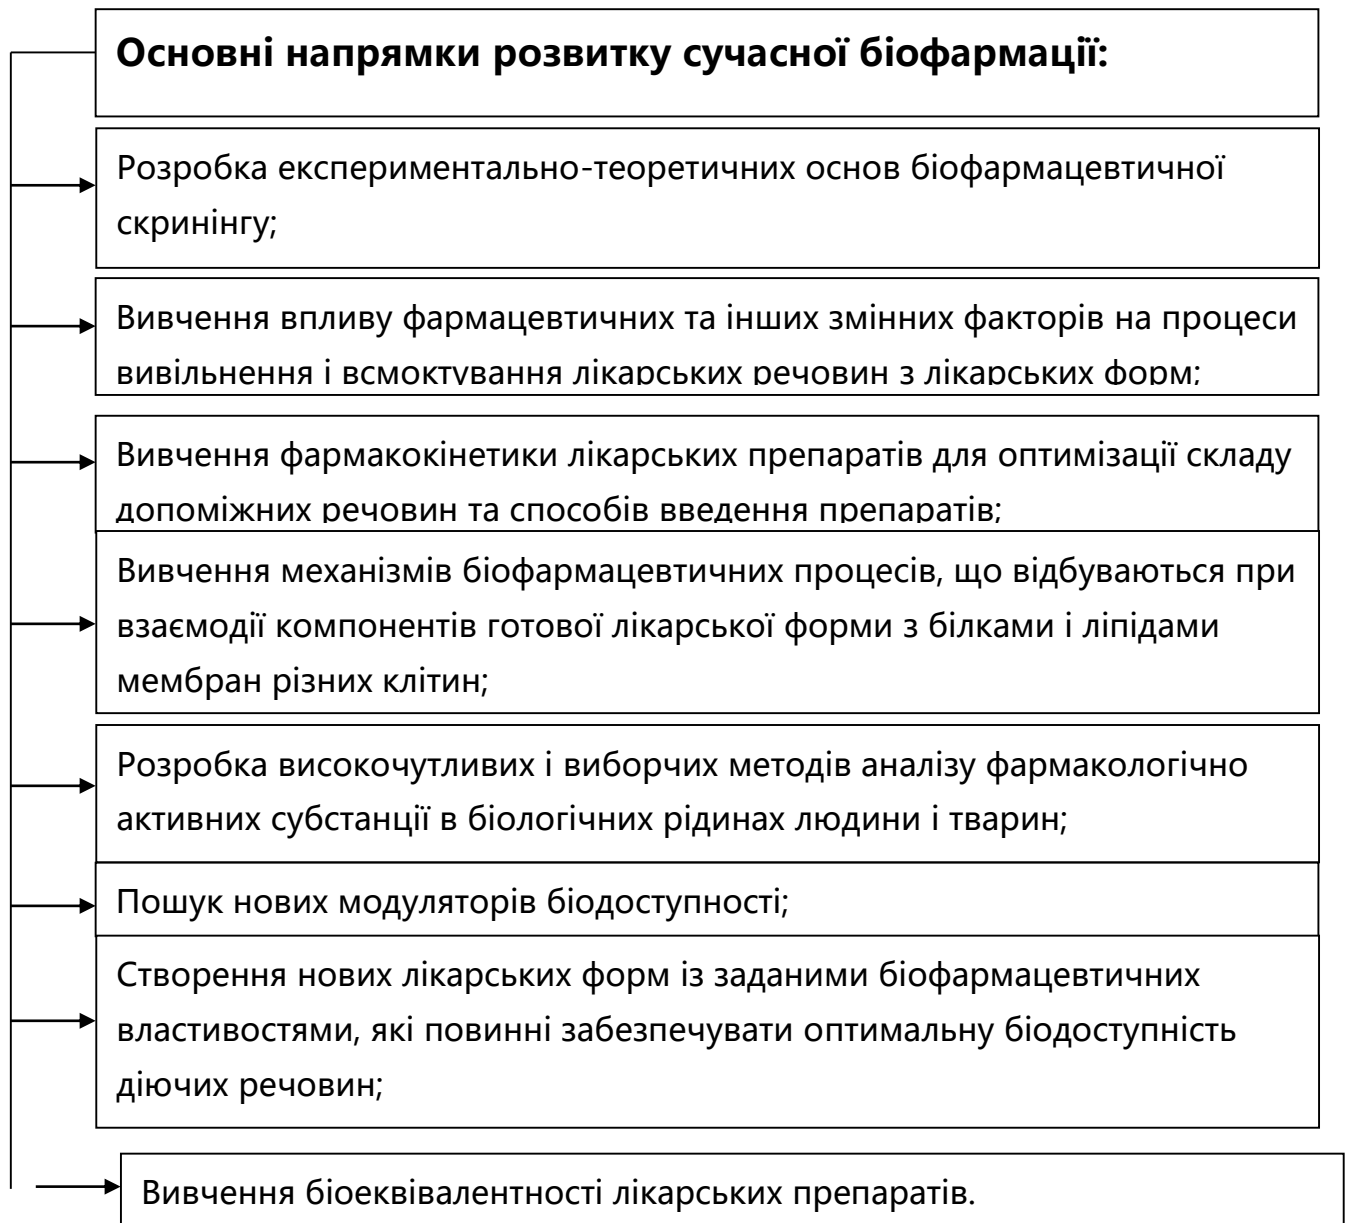 Основні напрямки розвитку сучасної біофармації:
Розробка експериментально-теоретичних основ біофармацевтичної
скринінгу;
Вивчення впливу фармацевтичних та інших змінних факторів на процеси
вивільнення і всмоктування лікарських речовин з лікарських форм;
Вивчення фармакокінетики лікарських препаратів для оптимізації складу
допоміжних речовин та способів введення препаратів;
Вивчення механізмів біофармацевтичних процесів, що відбуваються при
взаємодії компонентів готової лікарської форми з білками і ліпідами
мембран різних клітин;
Розробка високочутливих і виборчих методів аналізу фармакологічно
активних субстанції в біологічних рідинах людини і тварин;
Пошук нових модуляторів біодоступності;
Створення нових лікарських форм із заданими біофармацевтичних
властивостями, які повинні забезпечувати оптимальну біодоступність
діючих речовин;
Вивчення біоеквівалентності лікарських препаратів.